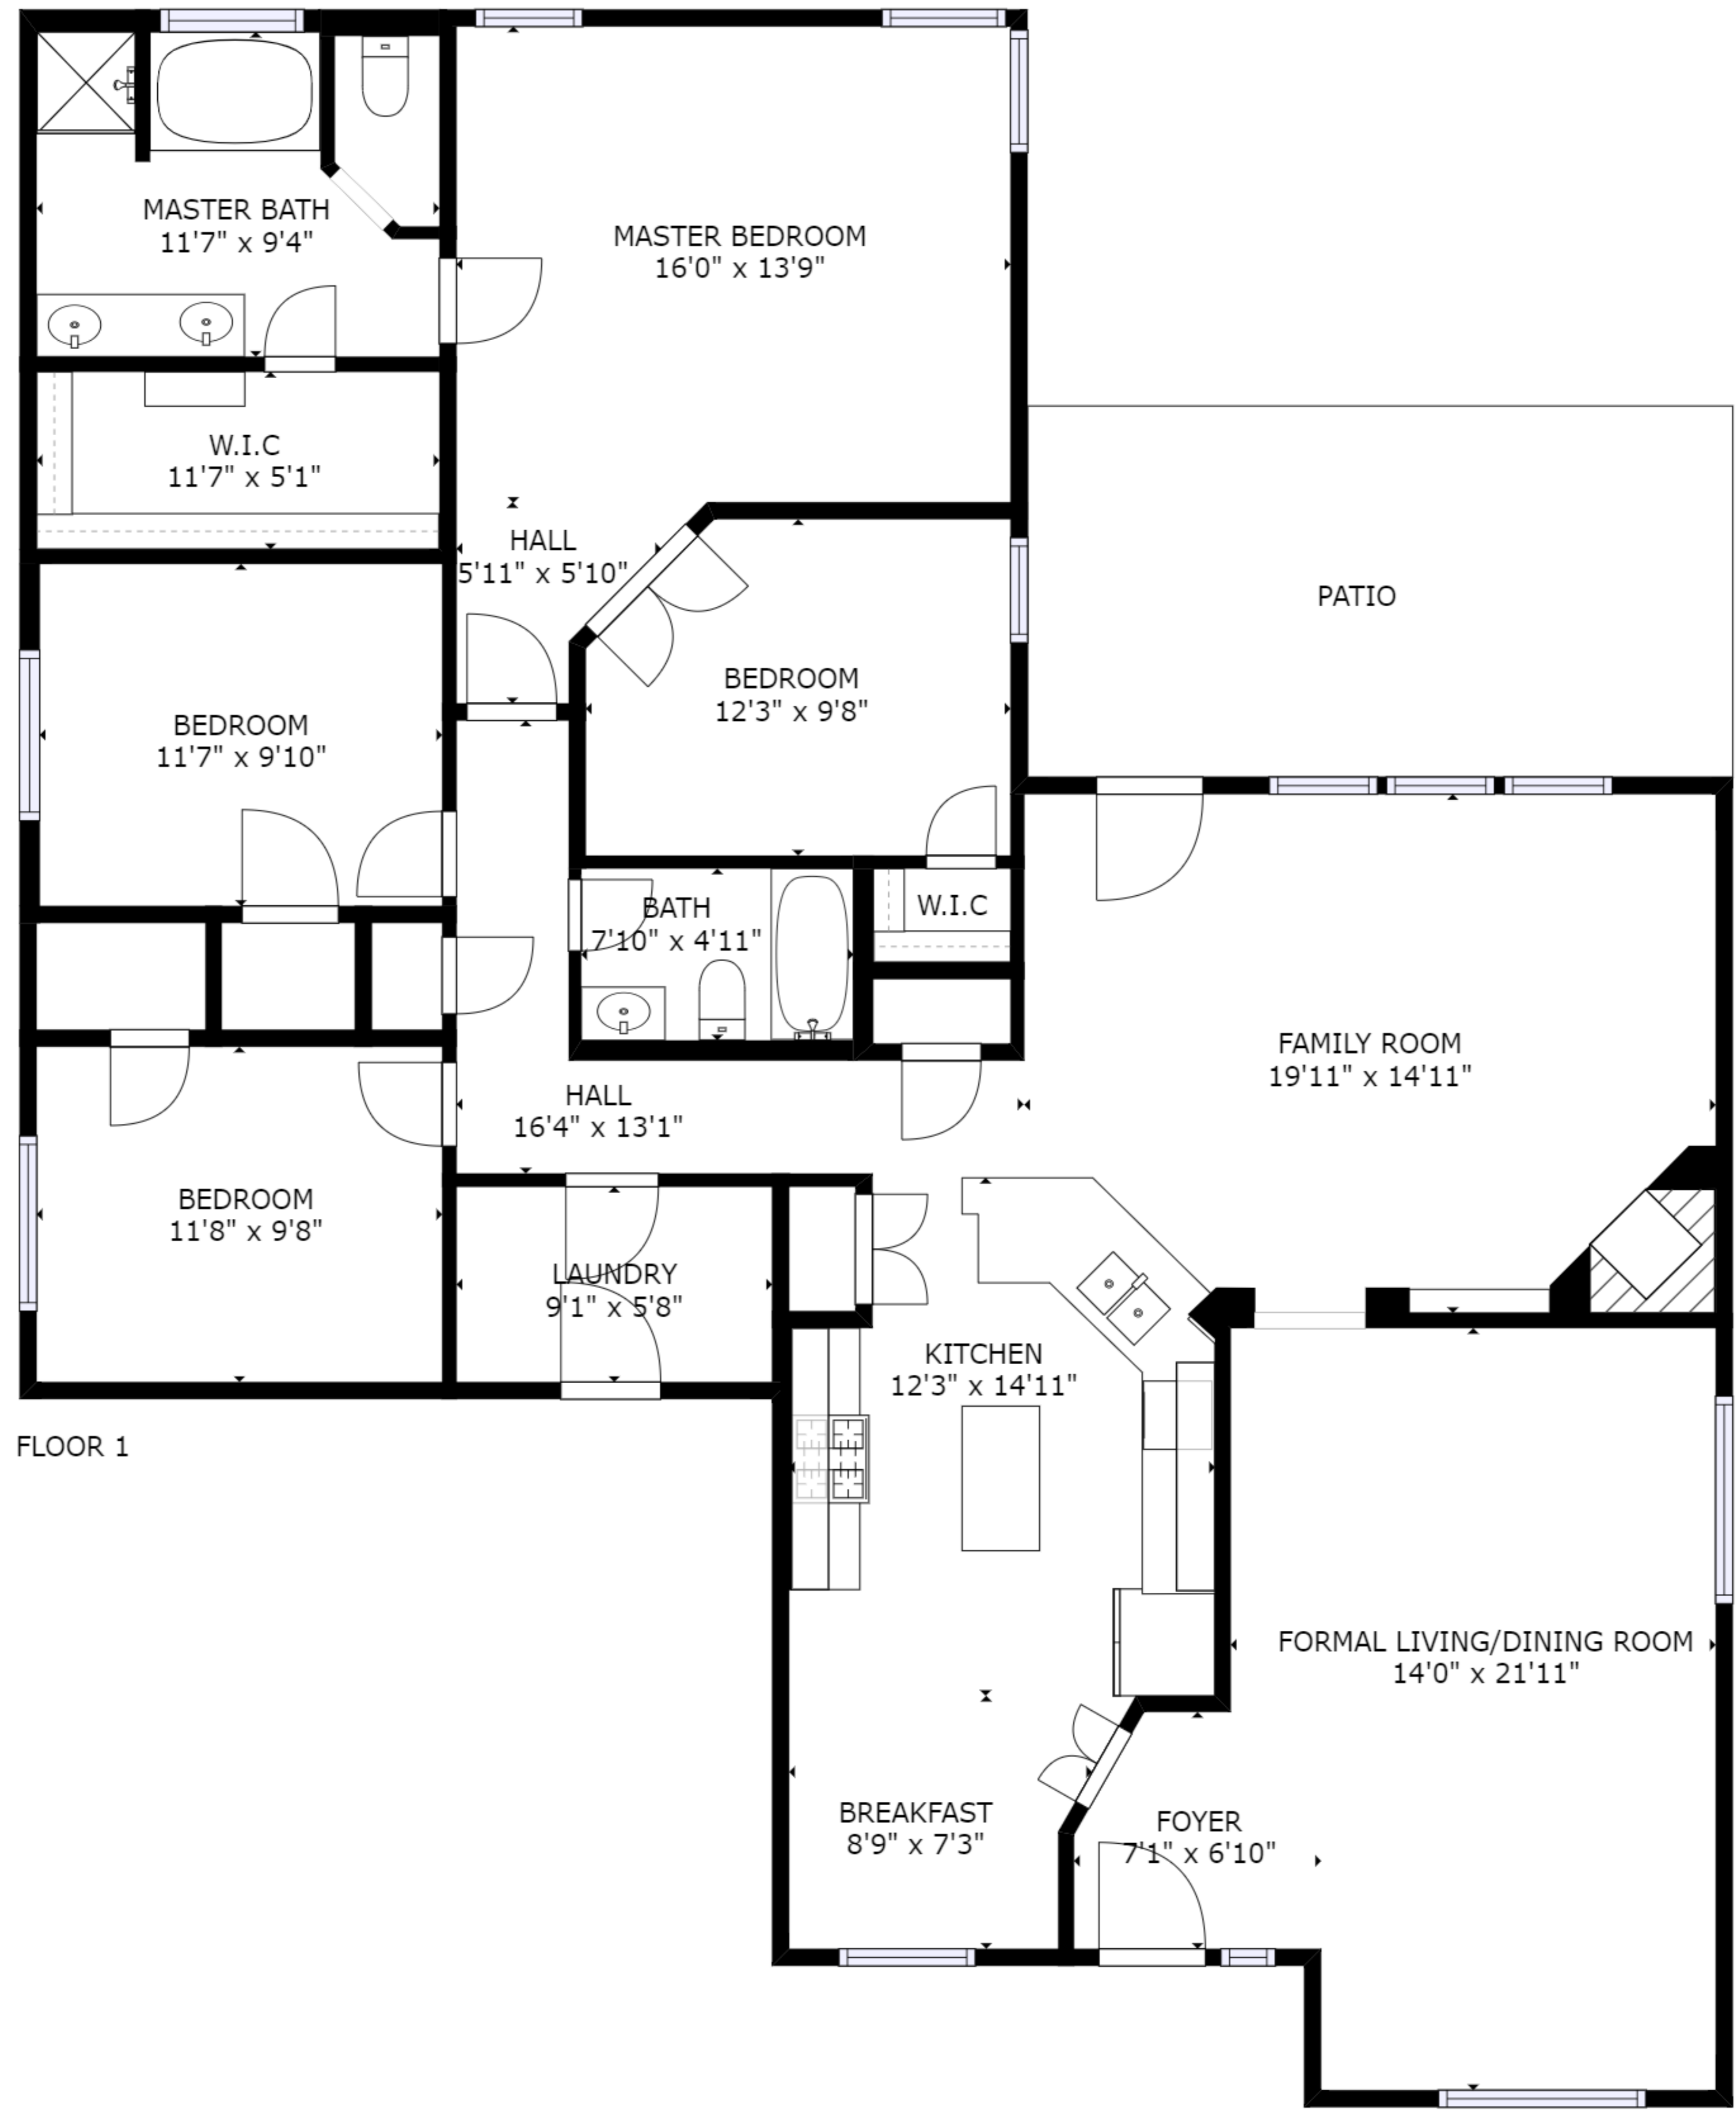 MASTER BATH
11'7" x 9'4"
MASTER BEDROOM
16'0" x 13'9"
W.I.C
11'7" x 5'1"
HALL
5'11" x 5'10"
PATIO
BEDROOM
12'3" x 9'8"
BEDROOM
11'7" x 9'10"
BATH
7'10" x 4'11"
W.I.C
FAMILY ROOM
19'11" x 14'11"
HALL
16'4" x 13'1"
BEDROOM
11'8" x 9'8"
LAUNDRY
9'1" x 5'8"
KITCHEN
12'3" x 14'11"
FLOOR 1
FORMAL LIVING/DINING ROOM
14'0" x 21'11"
BREAKFAST
8'9" x 7'3"
FOYER
7'1" x 6'10"